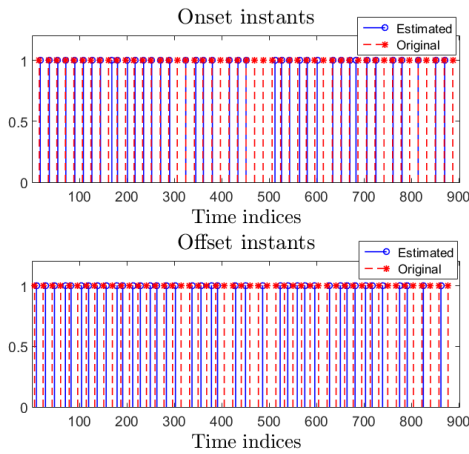 Onset instants
Estimated
Original
1
0.5
0
100 200 300 400 500 600 700 800 900
Time indices
Offset instants
Estimated
Original
1
0.5
0
100 200 300 400 500 600 700 800 900
Time indices